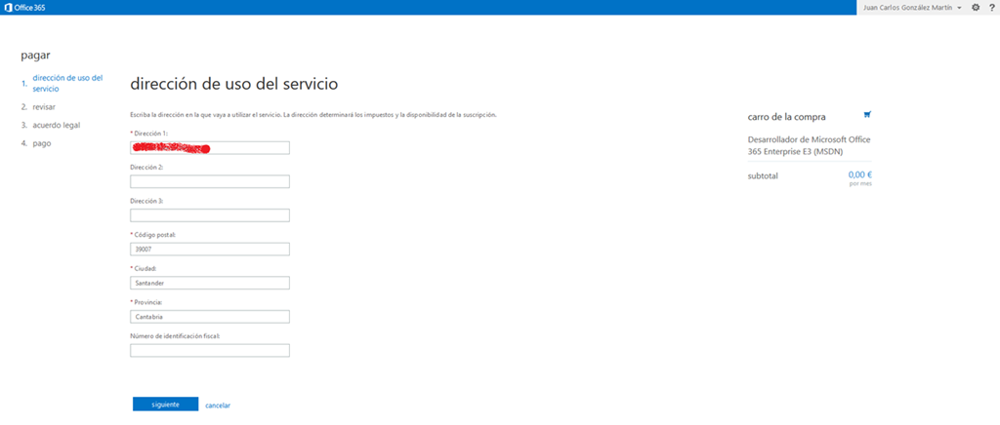 Office 365
Juan Carlos González Martín
?
pagar
1. dirección de uso del
servicio
2. revisar
3. acuerdo legal
4. pago
dirección de uso del servicio
Escriba la dirección en la que vaya a utilizar el servicio. La dirección determinará los impuestos y la disponibilidad de la suscripción.
* Dirección 1:
Dirección 2:
Dirección 3:
* Código postal:
39007
* Ciudad:
Santander
* Provincia:
Cantabria
Número de identificación fiscal:
siguiente
cancelar
carro de la compra
Desarrollador de Microsoft Office
365 Enterprise E3 (MSDN)
subtotal 0,00 €
por mes